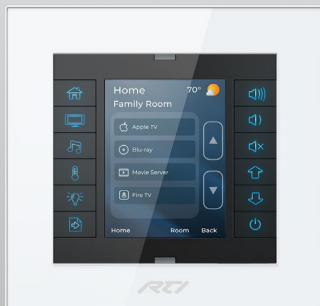 Home 70°
Family Room
Apple TV
Blu-ray
Movie Server
Fire TV
Home Room Back
RTI